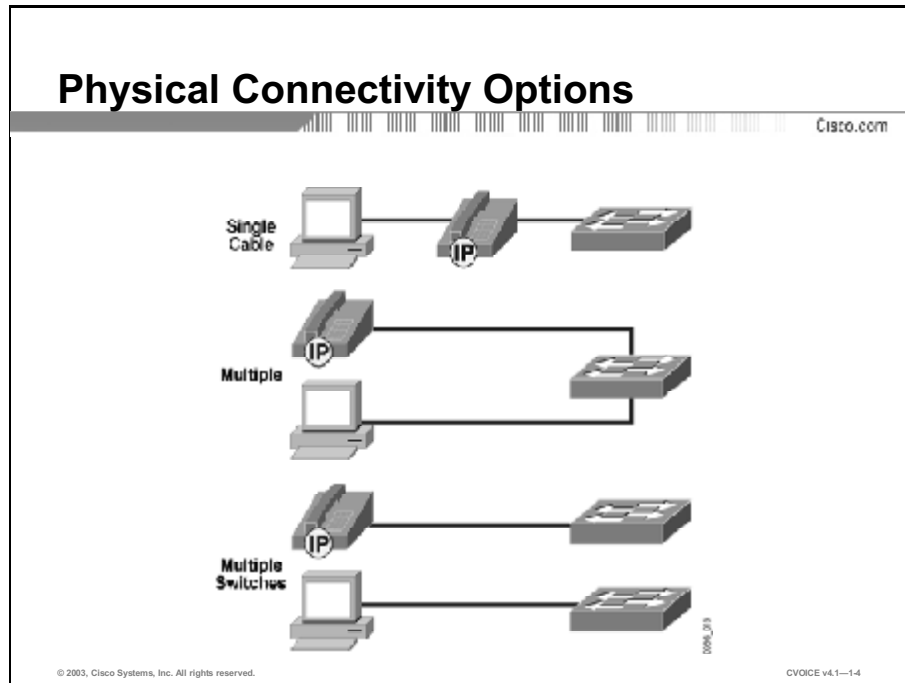 Physical Connectivity Options
Cisco.com
Single
Cable
IP
IP
Multiple
IP
Multiple
Switches
© 2003, Cisco Systems, Inc. All rights reserved.
CVOICE v4.1—1-4